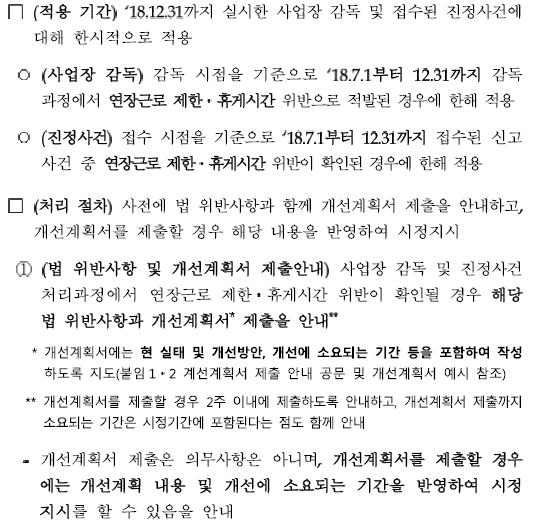 □ (적용 기간) ‘18.12.31까지 실시한 사업장 감독 및 접수된 진정사건에
대해 한시적으로 적용
○ (사업장 감독) 감독 시점을 기준으로 ‘18.7.1부터 12.31까지 감독
과정에서 연장근로 제한·휴게시간 위반으로 적발된 경우에 한해 적용
○ (진정사건) 접수 시점을 기준으로 ‘18.7.1부터 12.31까지 접수된 신고
사건 중 연장근로 제한·휴게시간 위반이 확인된 경우에 한해 적용
□ (처리 절차) 사전에 법 위반사항과 함께 개선계획서 제출을 안내하고,
개선계획서를 제출할 경우 해당 내용을 반영하여 시정지시
① (법 위반사항 및 개선계획서 제출안내) 사업장 감독 및 진정사건
처리과정에서 연장근로 제한·휴게시간 위반이 확인될 경우 해당
법 위반사항과 개선계획서* 제출을 안내**
* 개선계획서에는 현 실태 및 개선방안, 개선에 소요되는 기간 등을 포함하여 작성
하도록 지도(붙임 1·2 계선계획서 제출 안내 공문 및 개선계획서 예시 참조)
** 개선계획서를 제출할 경우 2주 이내에 제출하도록 안내하고, 개선계획서 제출까지
소요되는 기간은 시정기간에 포함된다는 점도 함께 안내
- 개선계획서 제출은 의무사항은 아니며, 개선계획서를 제출할 경우
에는 개선계획 내용 및 개선에 소요되는 기간을 반영하여 시정
지시를 할 수 있음을 안내